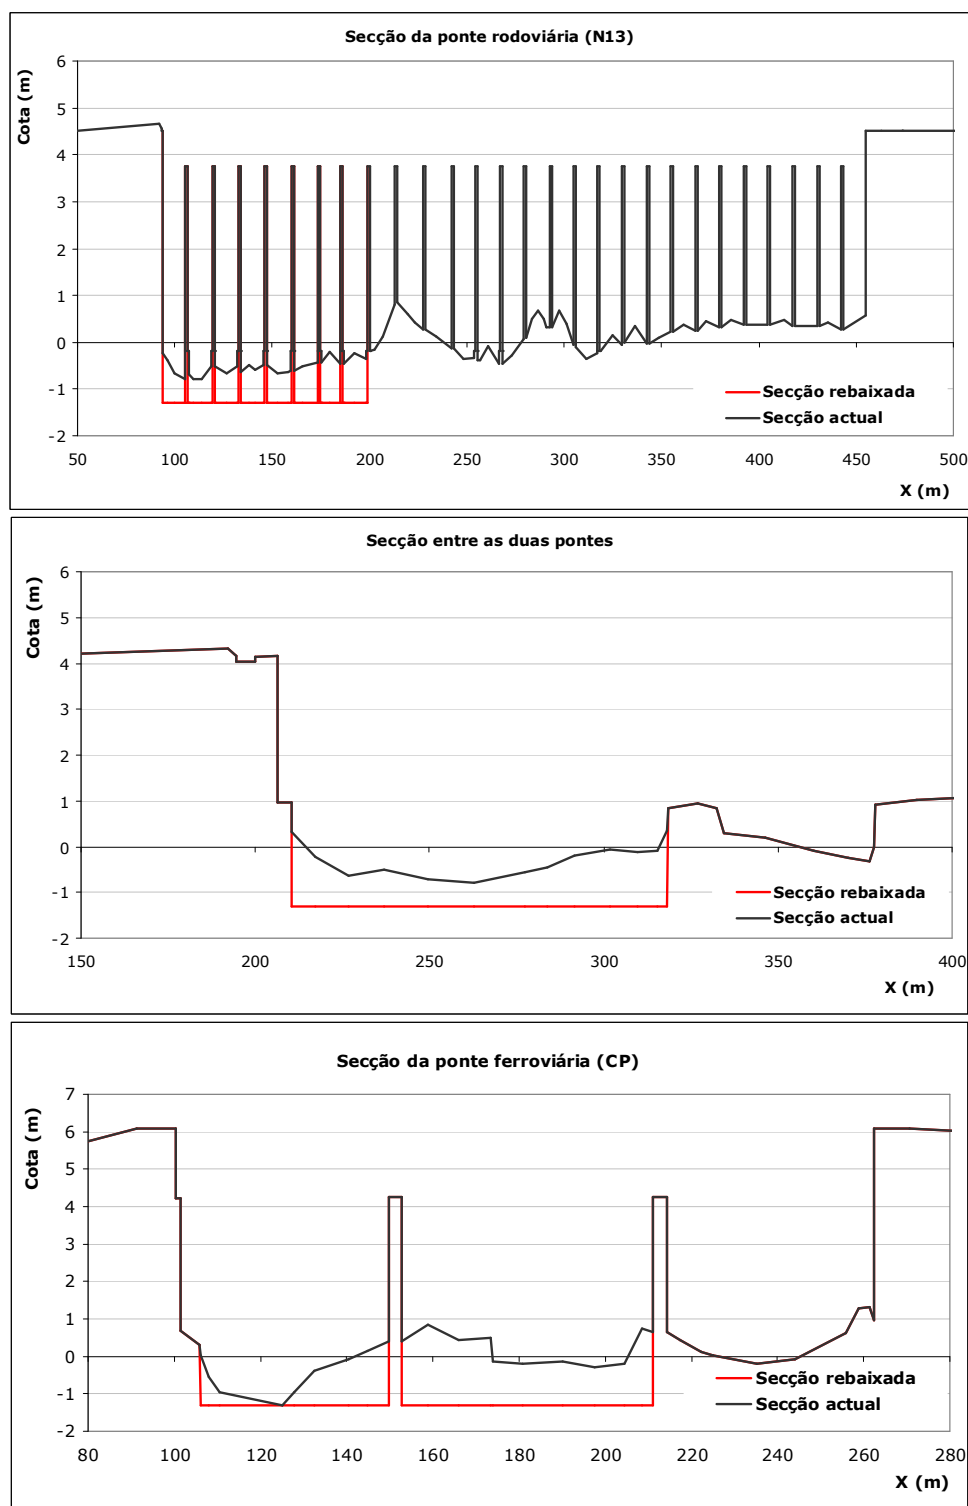 Secção da ponte rodoviária (N13)
Cota (m)
6
5
4
3
2
1
0
-1
-2
Secção rebaixada
Secção actual
50 100 150 200 250 300 350 400 450 500
X (m)
Secção entre as duas pontes
Cota (m)
6
5
4
3
2
1
0
-1
-2
Secção rebaixada
Secção actual
150 200 250 300 350 400
X (m)
Secção da ponte ferroviária (CP)
Cota (m)
7
6
5
4
3
2
1
0
-1
-2
Secção rebaixada
Secção actual
80 100 120 140 160 180 200 220 240 260 280
X (m)